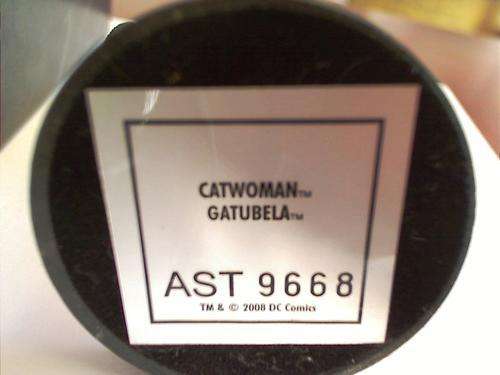 CATWOMAN™
GATUBELA™
AST 9668
TM & © 2008 DC Comics